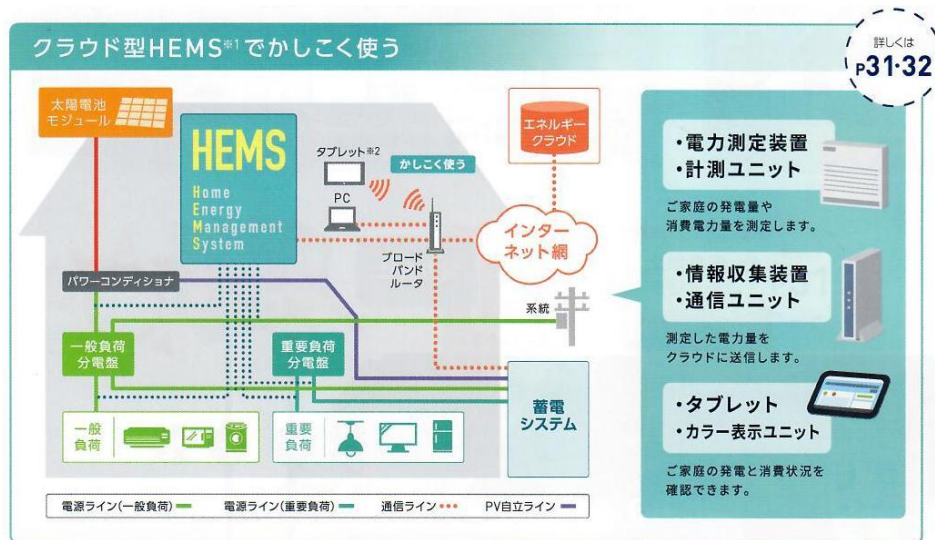 クラウド型HEMS※1でかしこく使う
詳しくは
P31・32
太陽電池
モジュール
HEMS
Home
Energy
Management
System
タブレット※2
かしこく使う
PC
ブロード
バンド
ルータ
エネルギー
クラウド
インター
ネット網
パワーコンディショナ
系統
一般負荷
分電盤
重要負荷
分電盤
一般
負荷
重要
負荷
蓄電
システム
電源ライン(一般負荷)
電源ライン(重要負荷)
通信ライン
PV自立ライン
・電力測定装置
・計測ユニット
ご家庭の発電量や
消費電力量を測定します。
・情報収集装置
・通信ユニット
測定した電力量を
クラウドに送信します。
・タブレット
・カラー表示ユニット
ご家庭の発電と消費状況を
確認できます。